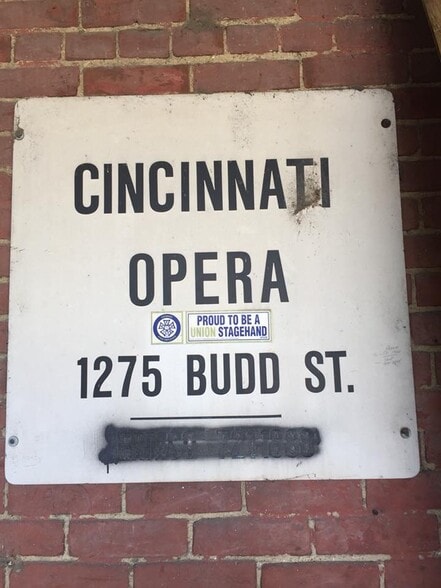 CINCINNATI
OPERA
PROUD TO BE A
UNION STAGEHAND
1275 BUDD ST.